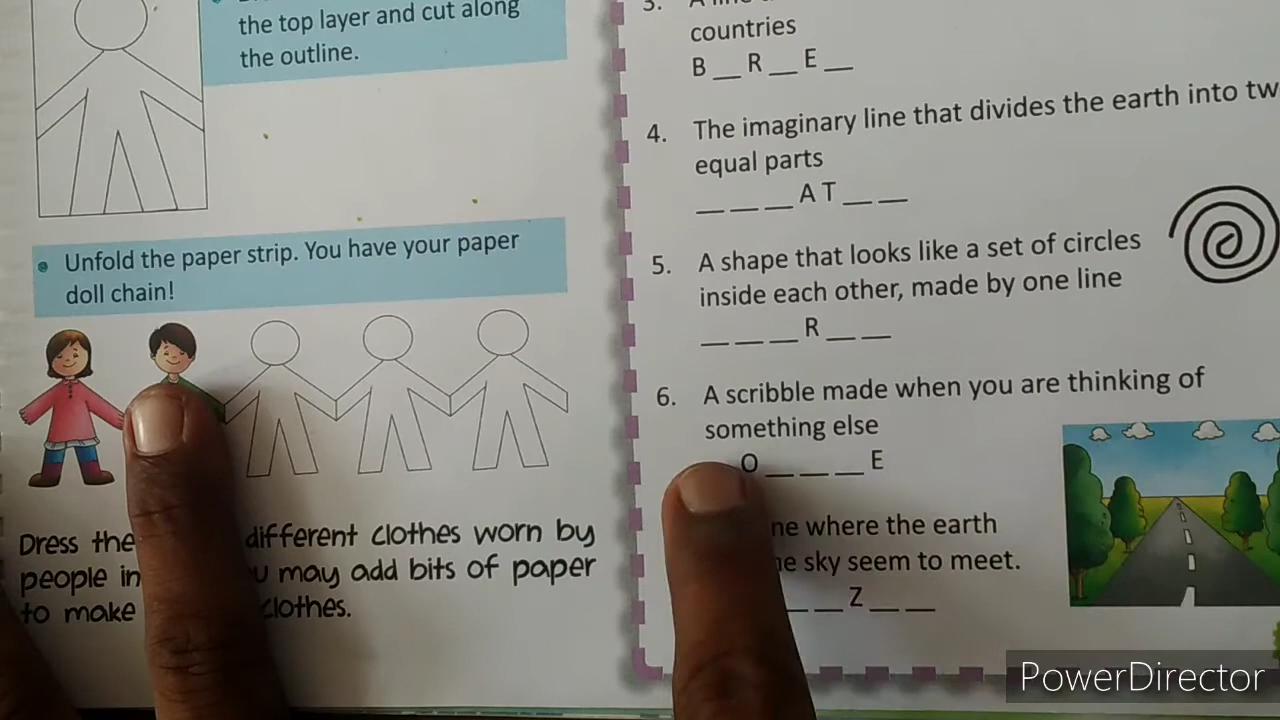 the top layer and cut along
the outline.
Unfold the paper strip. You have your paper
doll chain!
Dress the different clothes worn by
people in may add bits of paper
to make clothes.
3.
countries
B __ R __ E __
4. The imaginary line that divides the earth into tw
equal parts
__ __ __ A T __ __
5. A shape that looks like a set of circles
inside each other, made by one line
__ __ __ R __ __
6. A scribble made when you are thinking of
something else
O __ __ __ E
ne where the earth
sky seem to meet.
__ __ Z __ __
PowerDirector